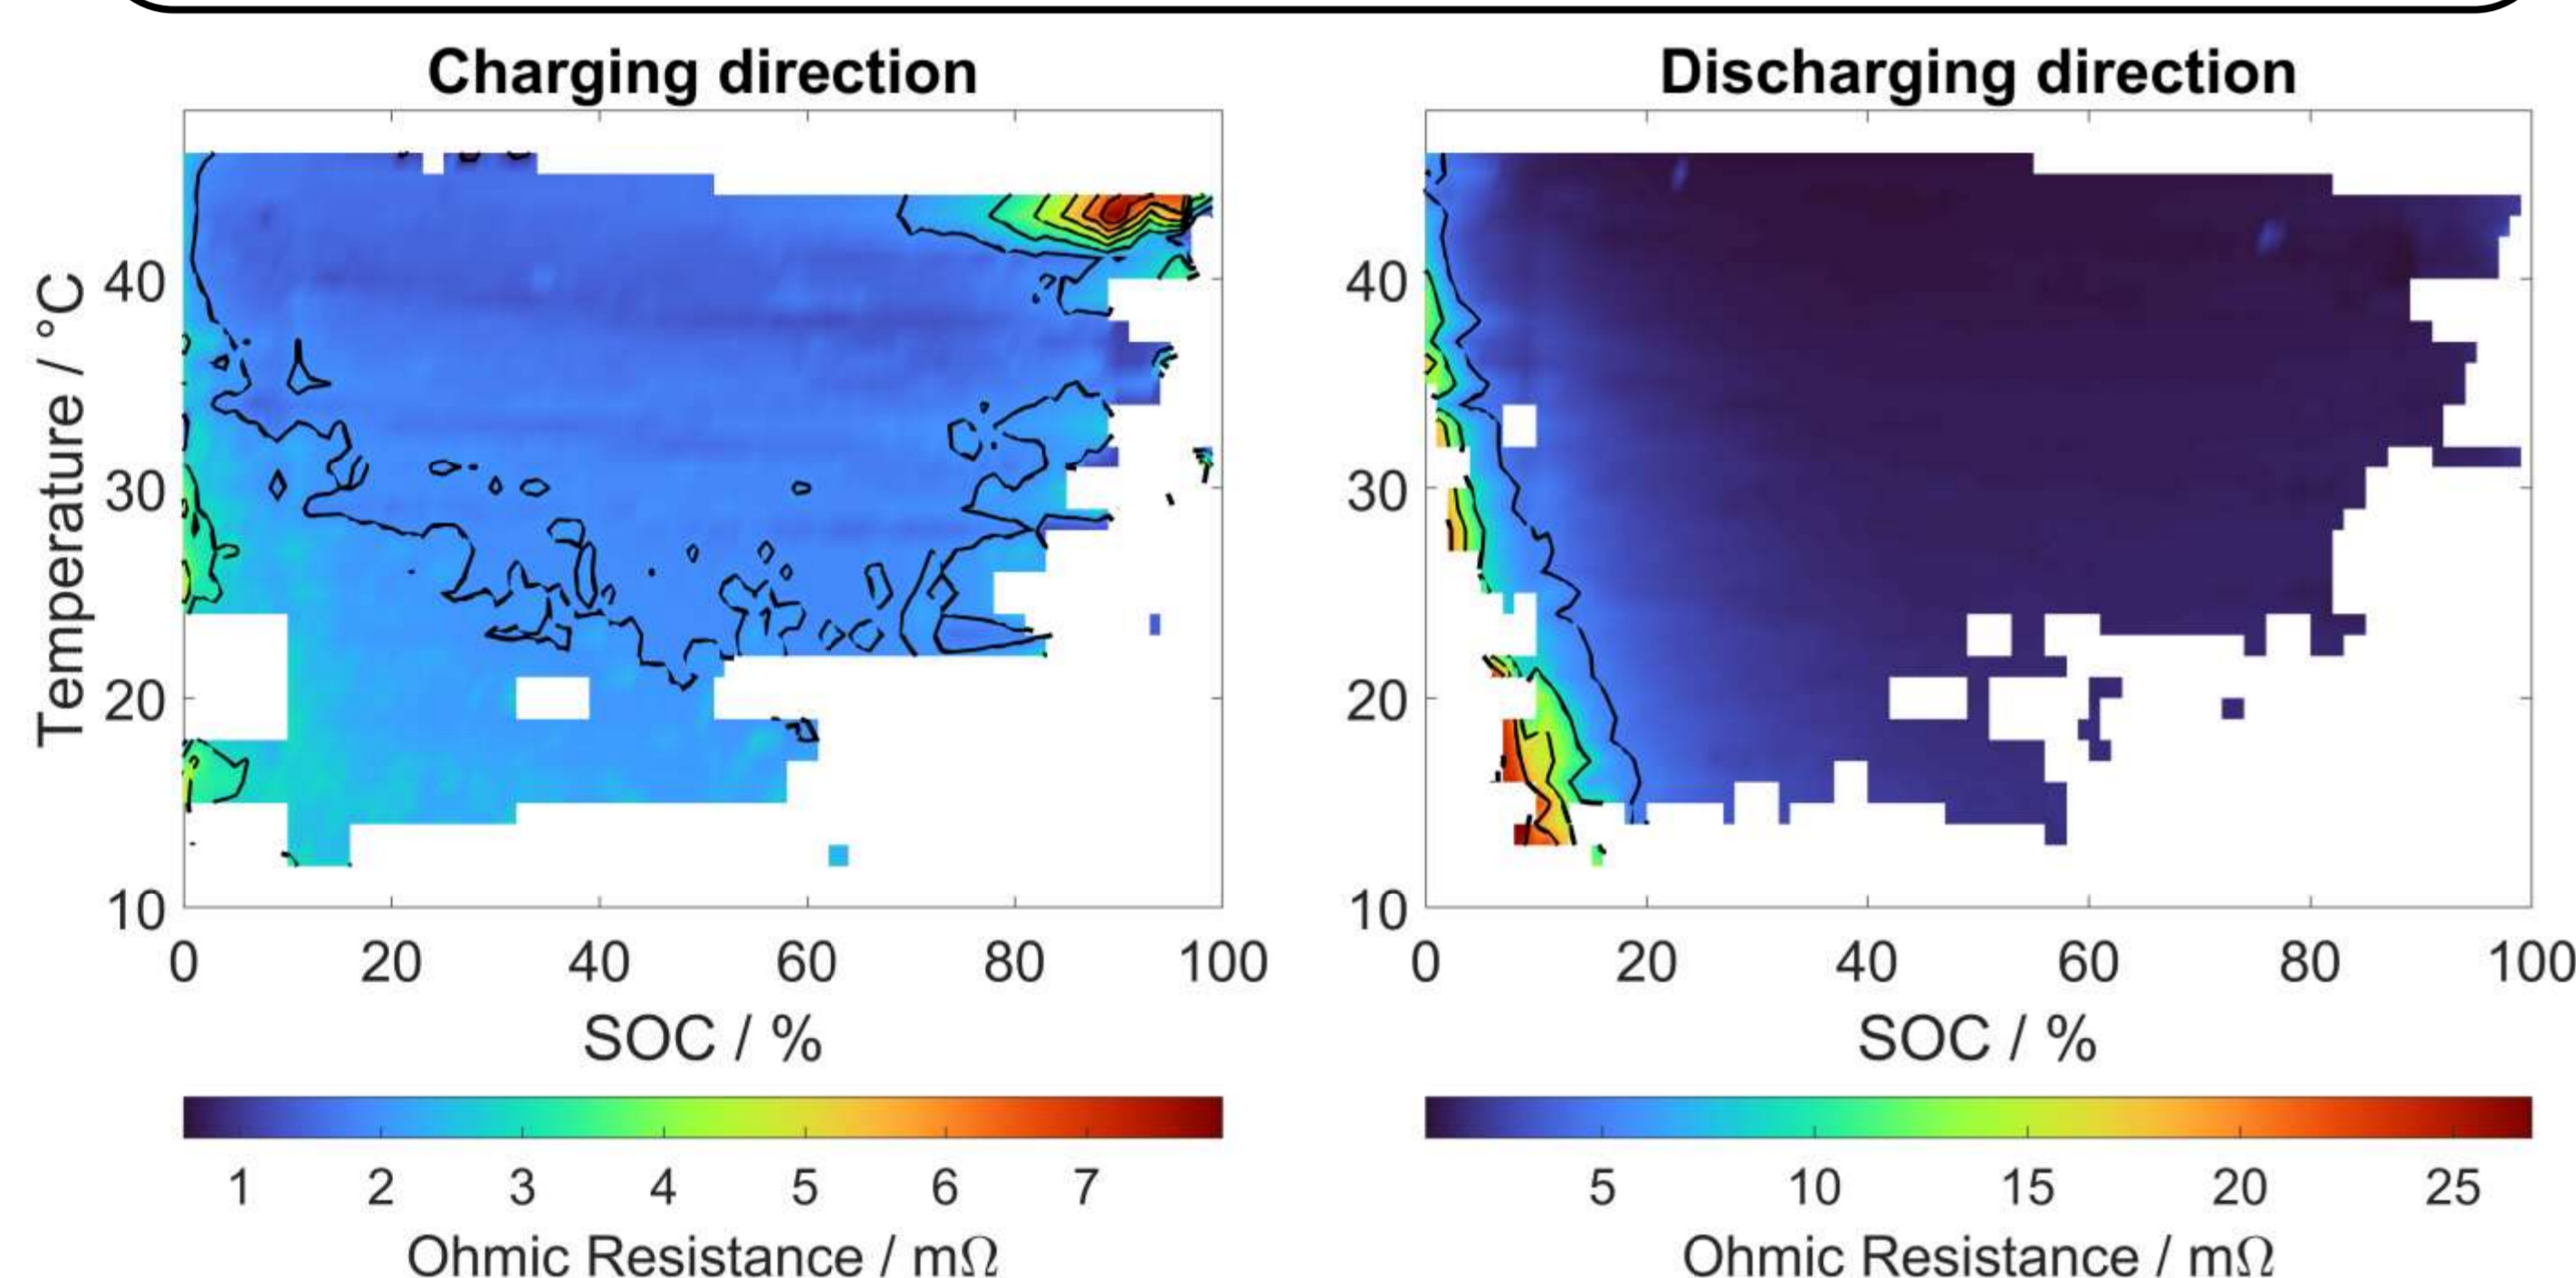 Charging direction
Discharging direction
Temperature / °C
40
30
20
10
0 20 40 60 80 100
SOC / %
1 2 3 4 5 6 7
Ohmic Resistance / mΩ
40
30
20
10
0 20 40 60 80 100
SOC / %
5 10 15 20 25
Ohmic Resistance / mΩ